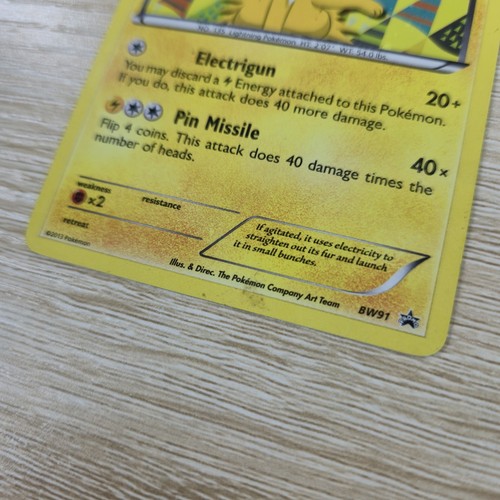 NO. 135 Lightning Pokémon HT: 2'07" WT: 54.0 lbs.
Electrigun
20+
You may discard a Energy attached to this Pokémon.
If you do, this attack does 40 more damage.
Pin Missile
40×
Flip 4 coins. This attack does 40 damage times the
number of heads.
weakness
×2
resistance
retreat
If agitated, it uses electricity to
straighten out its fur and launch
it in small bunches.
©2013 Pokémon
Illus. & Direc. The Pokémon Company Art Team
BW91